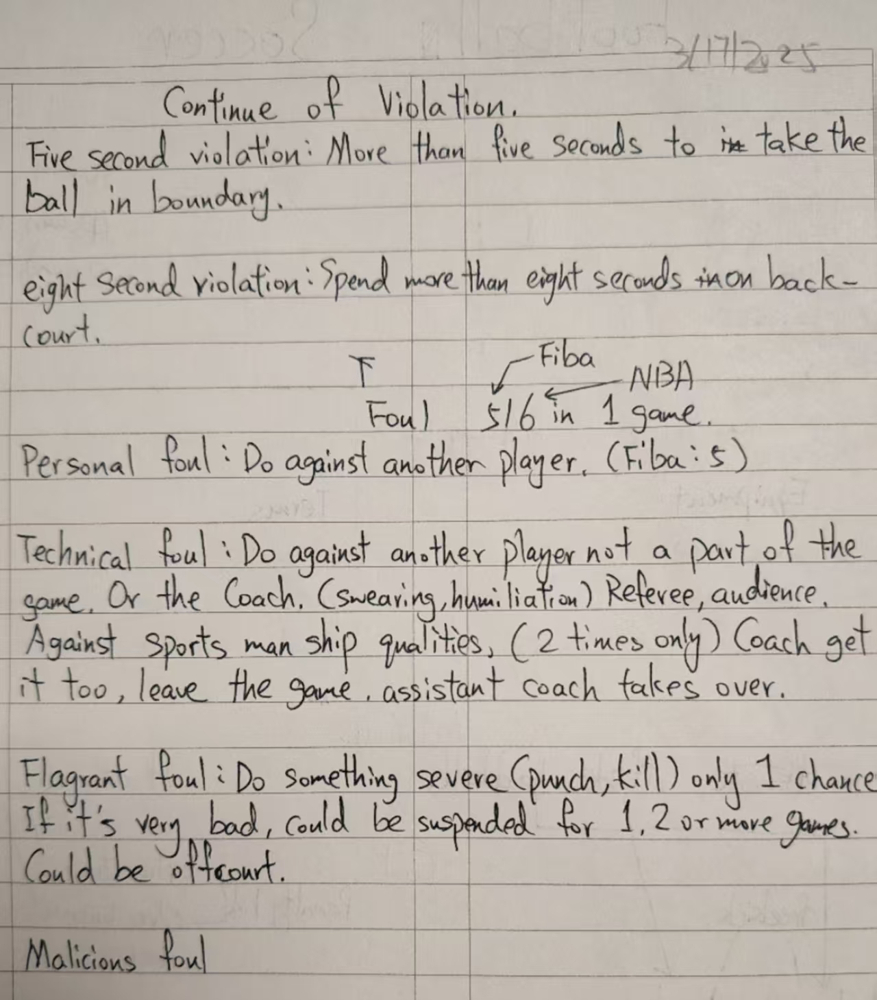 3/17/2025
Continue of Violation.
Five second violation: More than five seconds to take the
ball in boundary.
eight second violation: Spend more than eight seconds on back-
court.
F Fiba
NBA
Foul 5/6 in 1 game.
Personal foul: Do against another player. (Fiba: 5)
Technical foul: Do against another player not a part of the
game. Or the Coach. (swearing, humiliation) Referee, audience.
Against sports man ship qualities, (2 times only) Coach get
it too, leave the game. assistant coach takes over.
Flagrant foul: Do something severe (punch, kill) only 1 chance
If it's very bad, could be suspended for 1, 2 or more games.
Could be offcourt.
Malicious foul